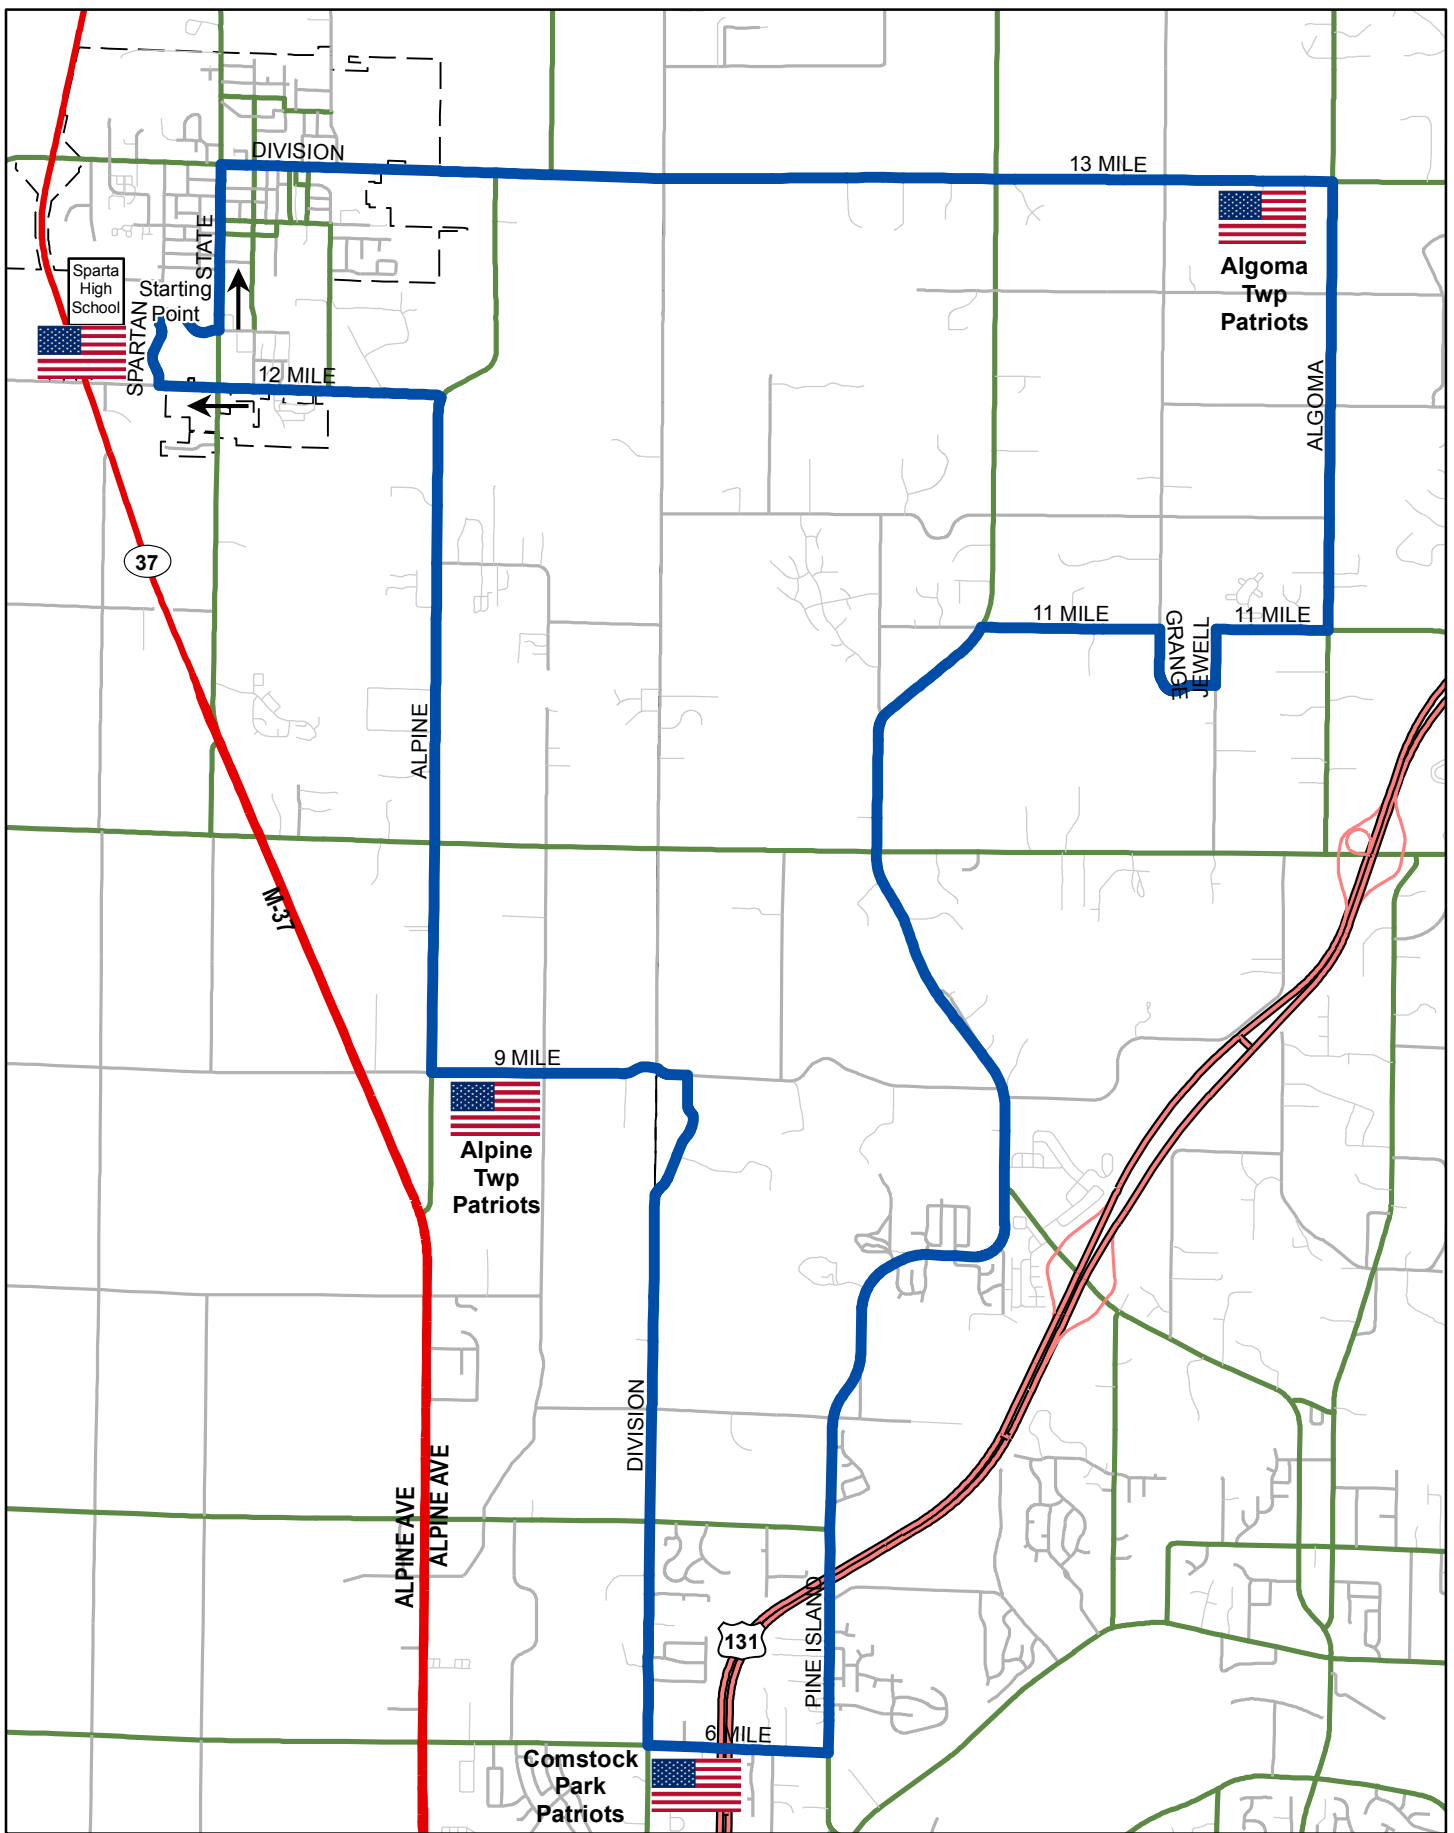 DIVISION
13 MILE
STATE
Sparta
High
School
Starting
Point
SPARTAN
12 MILE
Algoma
Twp
Patriots
ALGOMA
37
11 MILE
GRANGE
JEWELL
11 MILE
ALPINE
M-37
9 MILE
Alpine
Twp
Patriots
DIVISION
ALPINE AVE
ALPINE AVE
PINE ISLAND
131
6 MILE
Comstock
Park
Patriots